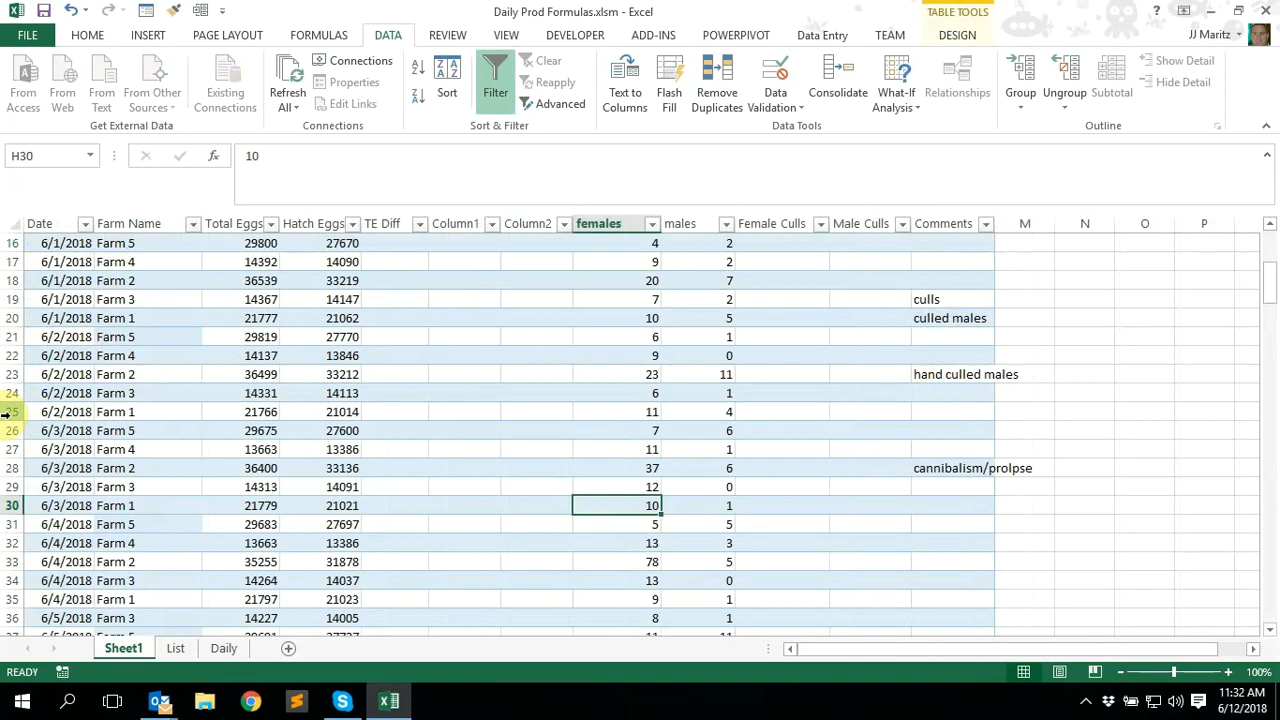 Daily Prod Formulas.xlsm - Excel
TABLE TOOLS
FILE HOME INSERT PAGE LAYOUT FORMULAS DATA REVIEW VIEW DEVELOPER ADD-INS TEAM POWERPIVOT Data Entry TEAM DESIGN JJ Maritz
From Access
From Web
From Text
From Other Sources
Existing Connections
Get External Data
Refresh All
Connections
Properties
Edit Links
Connections
Sort
Filter
Clear
Reapply
Advanced
Sort & Filter
Text to Columns
Flash Fill
Remove Duplicates
Data Validation
Consolidate
What-If Analysis
Relationships
Data Tools
Group
Ungroup
Subtotal
Show Detail
Hide Detail
Outline
H30 fx 10
Date Farm Name Total Eggs Hatch Eggs TE Diff Column1 Column2 females males Female Culls Male Culls Comments M N O P
16 6/1/2018 Farm 5 29800 27670 4 2
17 6/1/2018 Farm 4 14392 14090 9 2
18 6/1/2018 Farm 2 36539 33219 20 7
19 6/1/2018 Farm 3 14367 14147 7 2 culls
20 6/1/2018 Farm 1 21777 21062 10 5 culled males
21 6/2/2018 Farm 5 29819 27770 6 1
22 6/2/2018 Farm 4 14137 13846 9 0
23 6/2/2018 Farm 2 36499 33212 23 11 hand culled males
24 6/2/2018 Farm 3 14331 14113 6 1
25 6/2/2018 Farm 1 21766 21014 11 4
26 6/3/2018 Farm 5 29675 27600 7 6
27 6/3/2018 Farm 4 13663 13386 11 1
28 6/3/2018 Farm 2 36400 33136 37 6 cannibalism/prolpse
29 6/3/2018 Farm 3 14313 14091 12 0
30 6/3/2018 Farm 1 21779 21021 10 1
31 6/4/2018 Farm 5 29683 27697 5 5
32 6/4/2018 Farm 4 13663 13386 13 3
33 6/4/2018 Farm 2 35255 31878 78 5
34 6/4/2018 Farm 3 14264 14037 13 0
35 6/4/2018 Farm 1 21797 21023 9 1
36 6/5/2018 Farm 3 14227 14005 8 1
Sheet1 List Daily
READY 100%
11:32 AM
6/12/2018